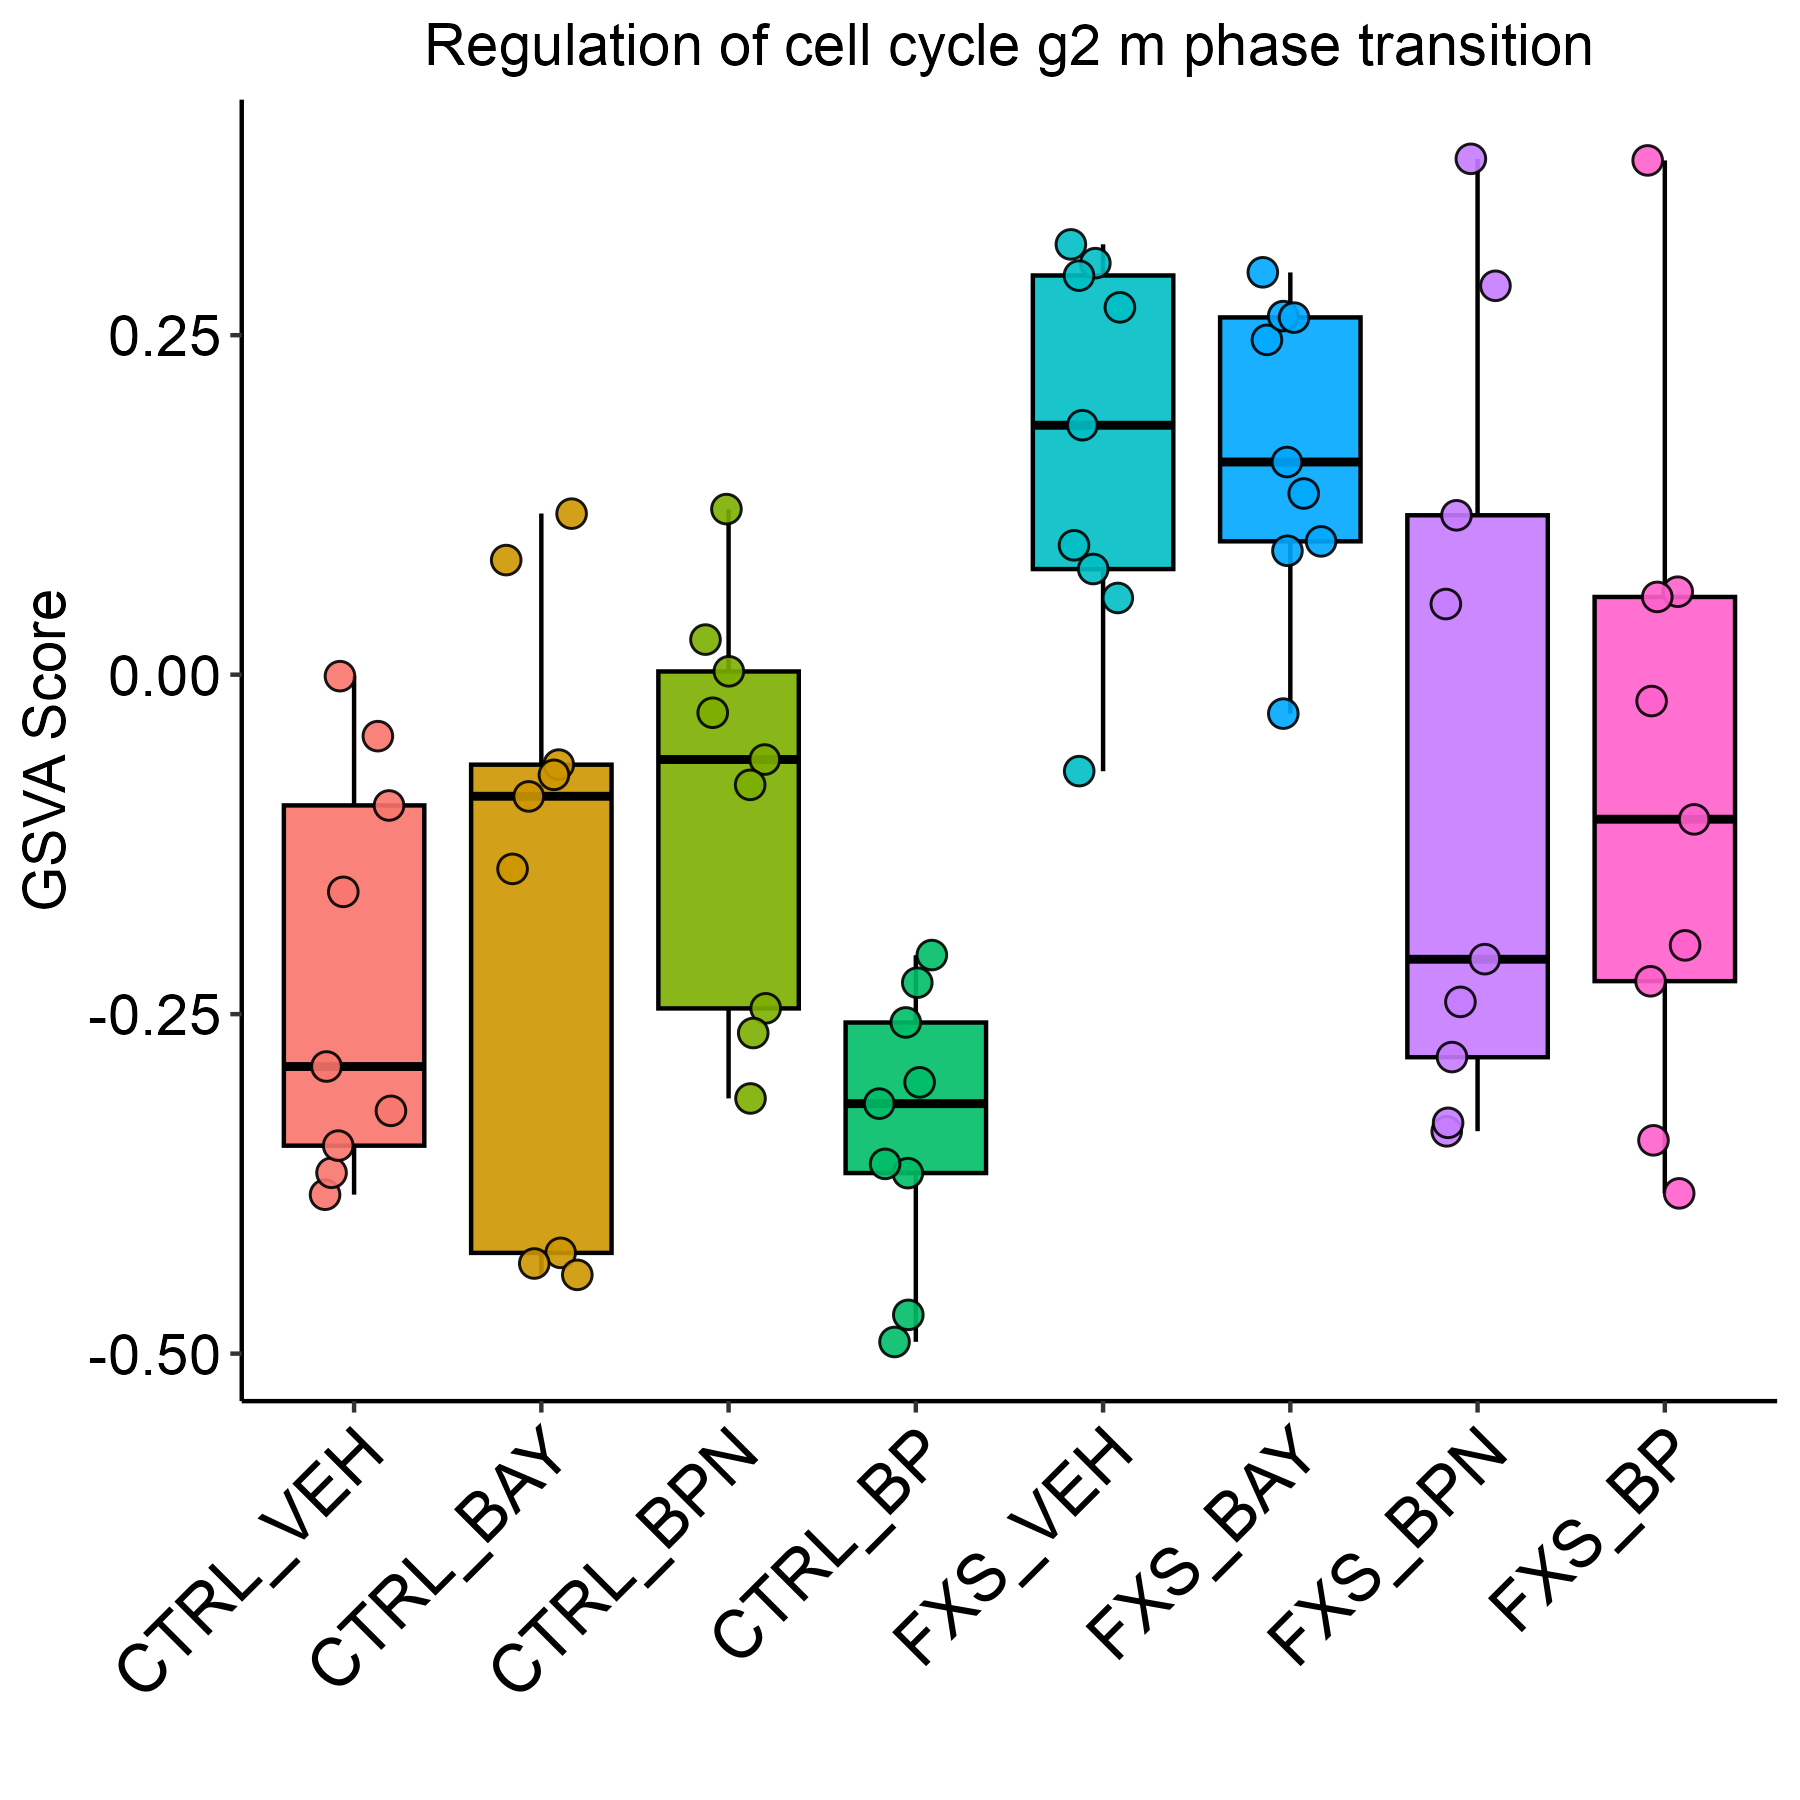 Regulation of cell cycle g2 m phase transition
GSVA Score
0.25
0.00
-0.25
-0.50
CTRL_VEH
CTRL_BAY
CTRL_BPN
CTRL_BP
FXS_VEH
FXS_BAY
FXS_BPN
FXS_BP